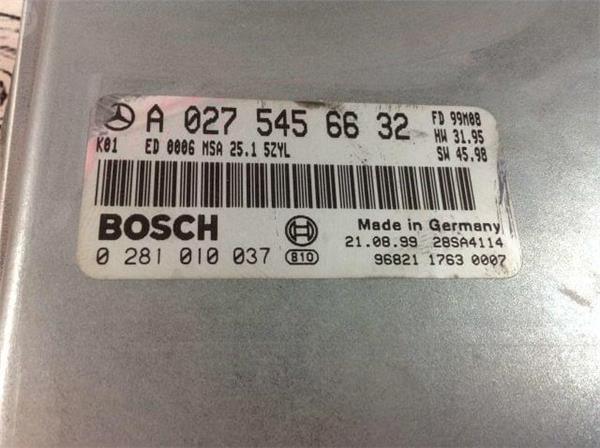 A 027 545 66 32
FD 99M08
HW 31.95
SW 45.98
K01 ED 0006 MSA 25.1 5ZYL
BOSCH
Made in Germany
21.08.99 28SA4114
0 281 010 037 810
96821 1763 0007